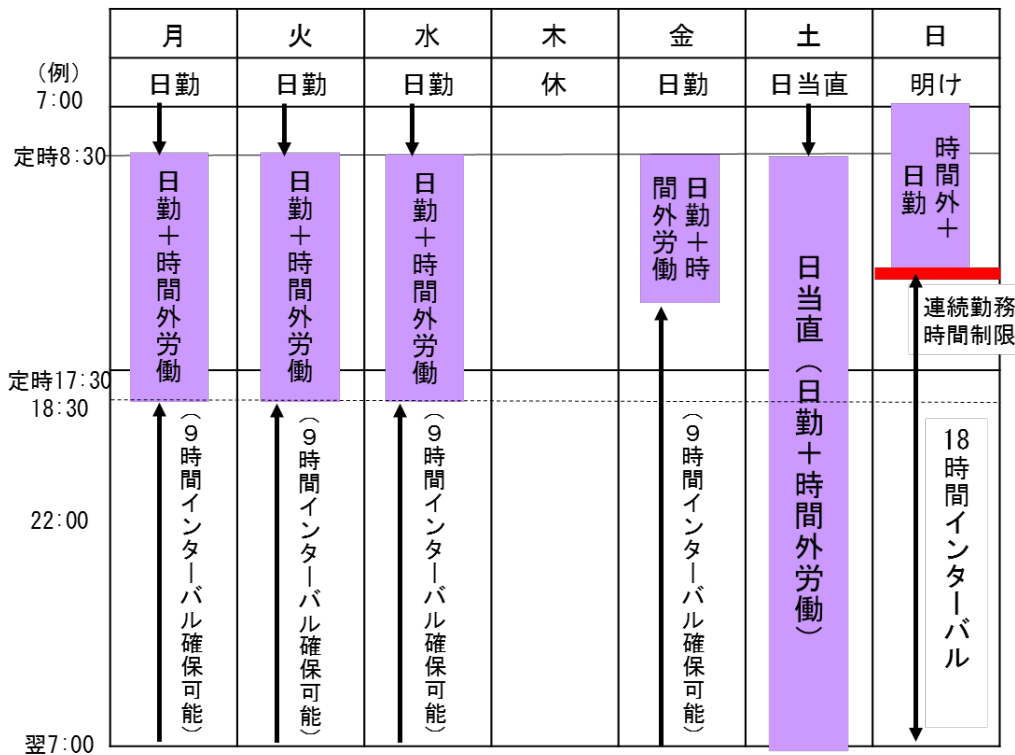 月 火 水 木 金 土 日
(例)
7:00
日勤 日勤 日勤 休 日勤 日当直 明け
定時8:30
日勤+時間外労働
日勤+時間外労働
日勤+時間外労働
日勤+時
間外労働
日当直(日勤+時間外労働)
時間外+
日勤
連続勤務
時間制限
定時17:30
18:30
22:00
翌7:00
(9時間インターバル確保可能)
(9時間インターバル確保可能)
(9時間インターバル確保可能)
(9時間インターバル確保可能)
18時間インターバル